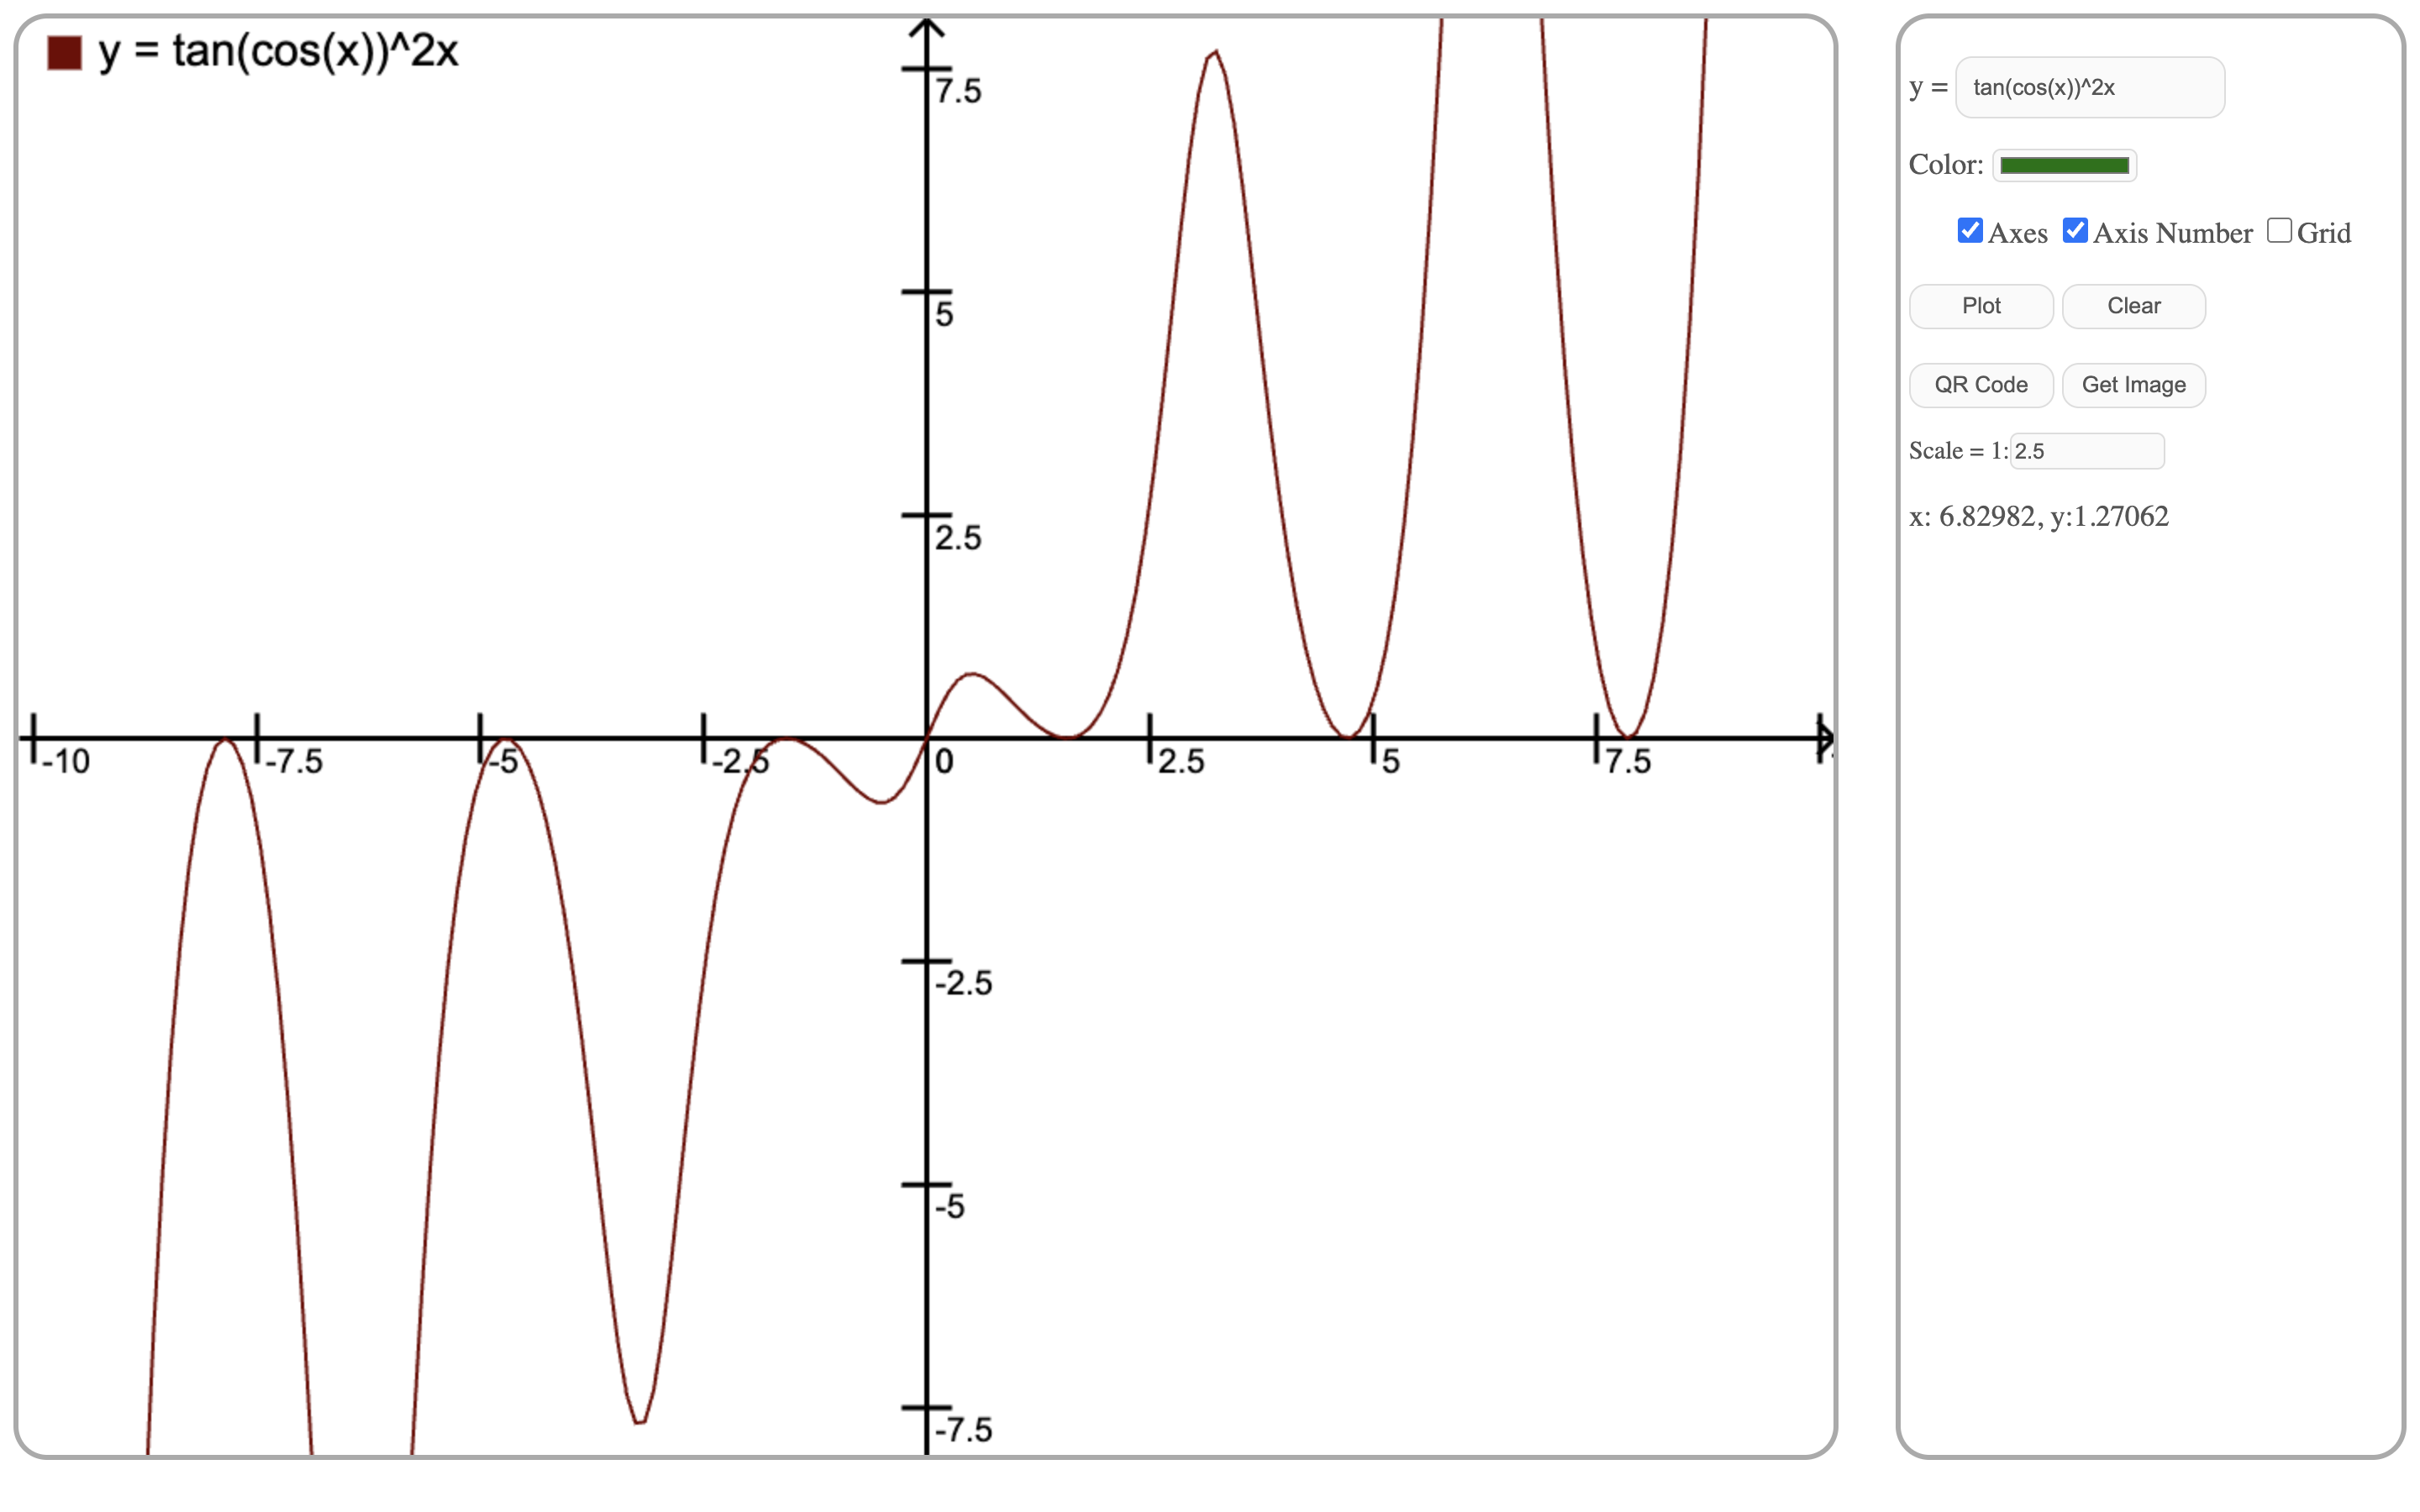 y = tan(cos(x))^2x
7.5
5
2.5
-10 -7.5 -5 -2.5 0 2.5 5 7.5
-2.5
-5
-7.5
y = tan(cos(x))^2x
Color:
Axes Axis Number Grid
Plot Clear
QR Code Get Image
Scale = 1: 2.5
x: 6.82982, y:1.27062